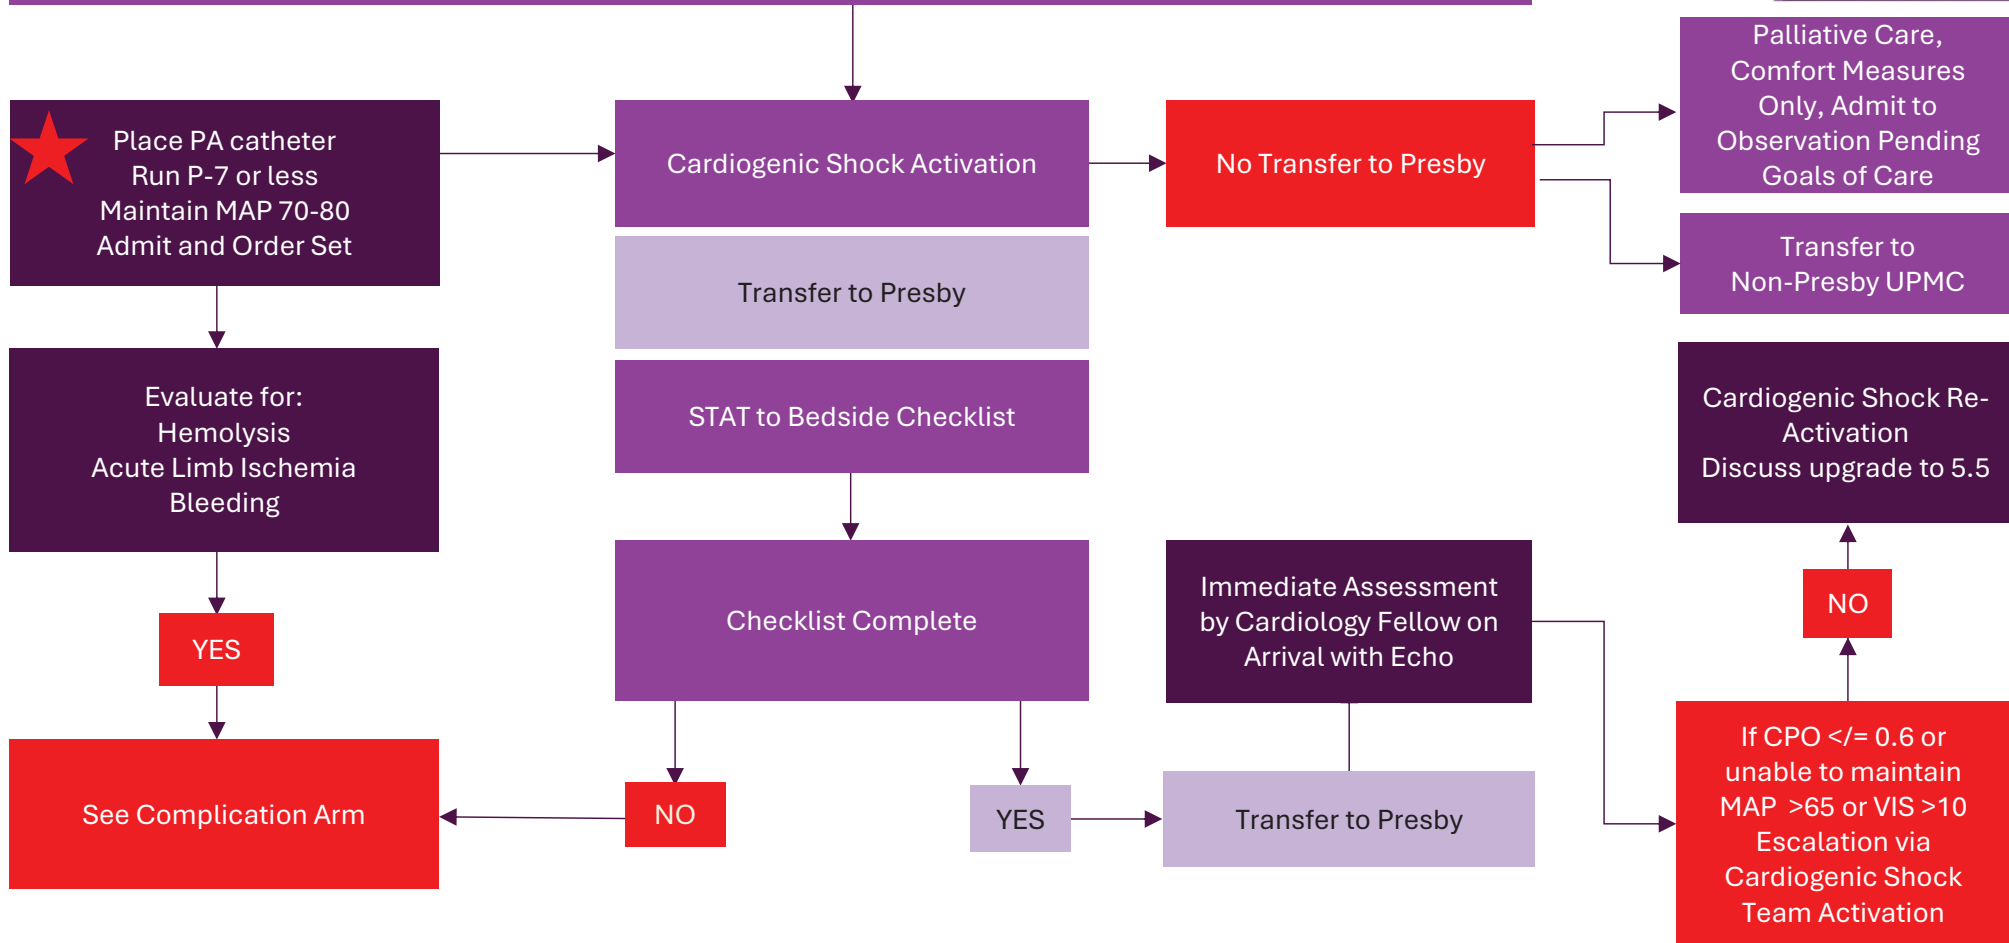 Place PA catheter
Run P-7 or less
Maintain MAP 70-80
Admit and Order Set
Cardiogenic Shock Activation
No Transfer to Presby
Palliative Care,
Comfort Measures
Only, Admit to
Observation Pending
Goals of Care
Transfer to
Non-Presby UPMC
Transfer to Presby
Evaluate for:
Hemolysis
Acute Limb Ischemia
Bleeding
STAT to Bedside Checklist
Cardiogenic Shock Re-
Activation
Discuss upgrade to 5.5
Checklist Complete
Immediate Assessment
by Cardiology Fellow on
Arrival with Echo
NO
YES
See Complication Arm
NO
YES
Transfer to Presby
If CPO </= 0.6 or
unable to maintain
MAP >65 or VIS >10
Escalation via
Cardiogenic Shock
Team Activation